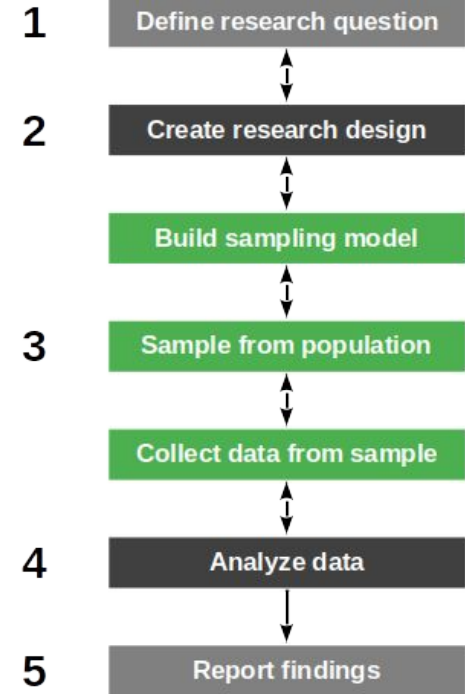 1 Define research question
2 Create research design
Build sampling model
3 Sample from population
Collect data from sample
4 Analyze data
5 Report findings